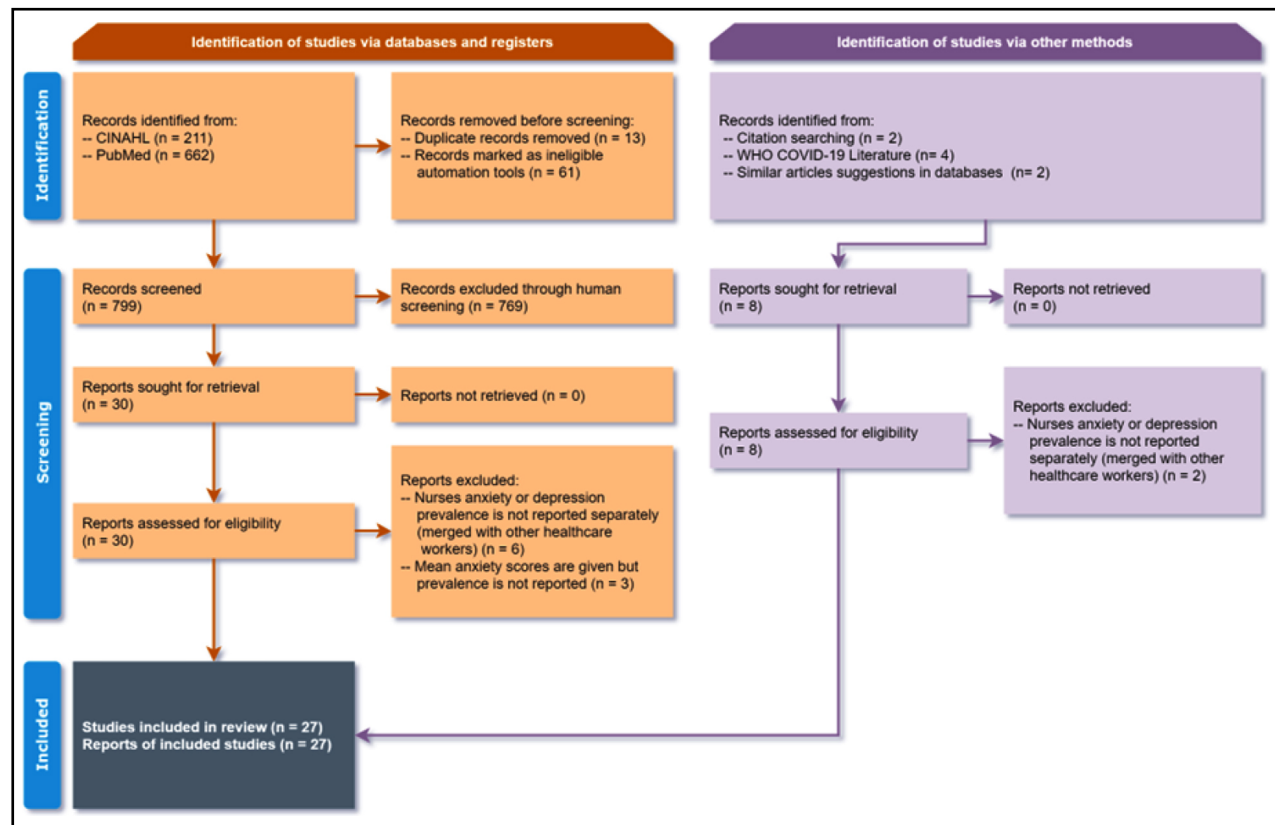 Identification of studies via databases and registers
Identification of studies via other methods
Identification
Records identified from:
-- CINAHL (n = 211)
-- PubMed (n = 662)
Records removed before screening:
-- Duplicate records removed (n = 13)
-- Records marked as ineligible
automation tools (n = 61)
Records identified from:
-- Citation searching (n = 2)
-- WHO COVID-19 Literature (n= 4)
-- Similar articles suggestions in databases (n= 2)
Screening
Records screened
(n = 799)
Records excluded through human
screening (n = 769)
Reports sought for retrieval
(n = 8)
Reports not retrieved
(n = 0)
Reports sought for retrieval
(n = 30)
Reports not retrieved (n = 0)
Reports assessed for eligibility
(n = 8)
Reports excluded:
-- Nurses anxiety or depression
prevalence is not reported
separately (merged with other
healthcare workers) (n = 2)
Reports assessed for eligibility
(n = 30)
Reports excluded:
-- Nurses anxiety or depression
prevalence is not reported separately
(merged with other healthcare
workers) (n = 6)
-- Mean anxiety scores are given but
prevalence is not reported (n = 3)
Included
Studies included in review (n = 27)
Reports of included studies (n = 27)